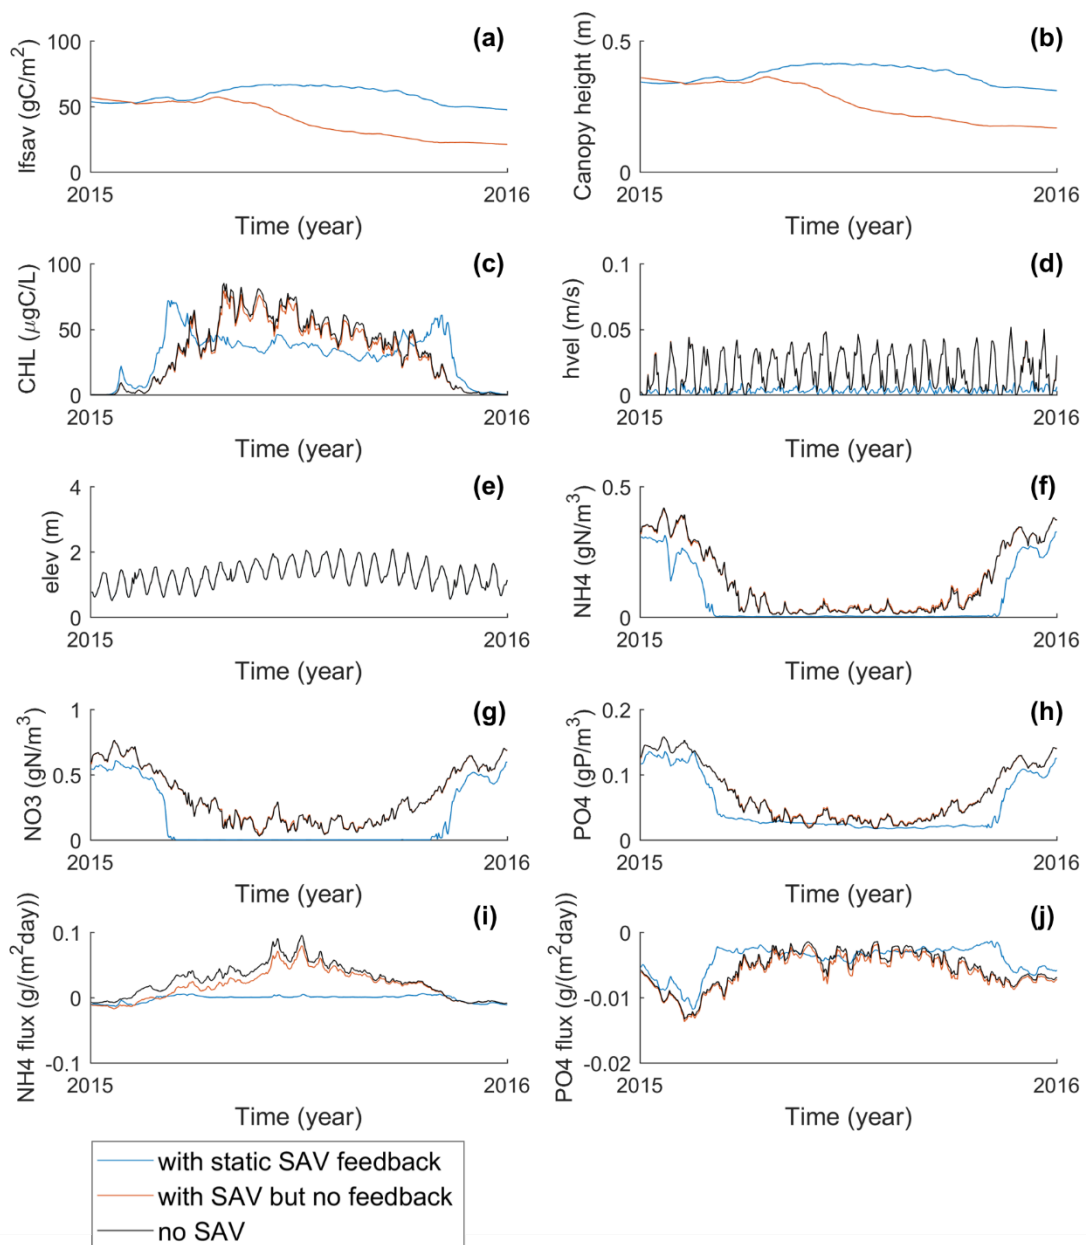 (a)
lfsav (gC/m²)
100
50
0
2015
2016
Time (year)
(b)
Canopy height (m)
0.5
0
2015
2016
Time (year)
(c)
CHL (μgC/L)
100
50
0
2015
2016
Time (year)
(d)
hvel (m/s)
0.1
0.05
0
2015
2016
Time (year)
(e)
elev (m)
4
2
0
2015
2016
Time (year)
(f)
NH4 (gN/m³)
0.5
0
2015
2016
Time (year)
(g)
NO3 (gN/m³)
1
0.5
0
2015
2016
Time (year)
(h)
PO4 (gP/m³)
0.2
0.1
0
2015
2016
Time (year)
(i)
NH4 flux (g/(m²day))
0.1
0
-0.1
2015
2016
Time (year)
(j)
PO4 flux (g/(m²day))
0
-0.01
-0.02
2015
2016
Time (year)
with static SAV feedback
with SAV but no feedback
no SAV